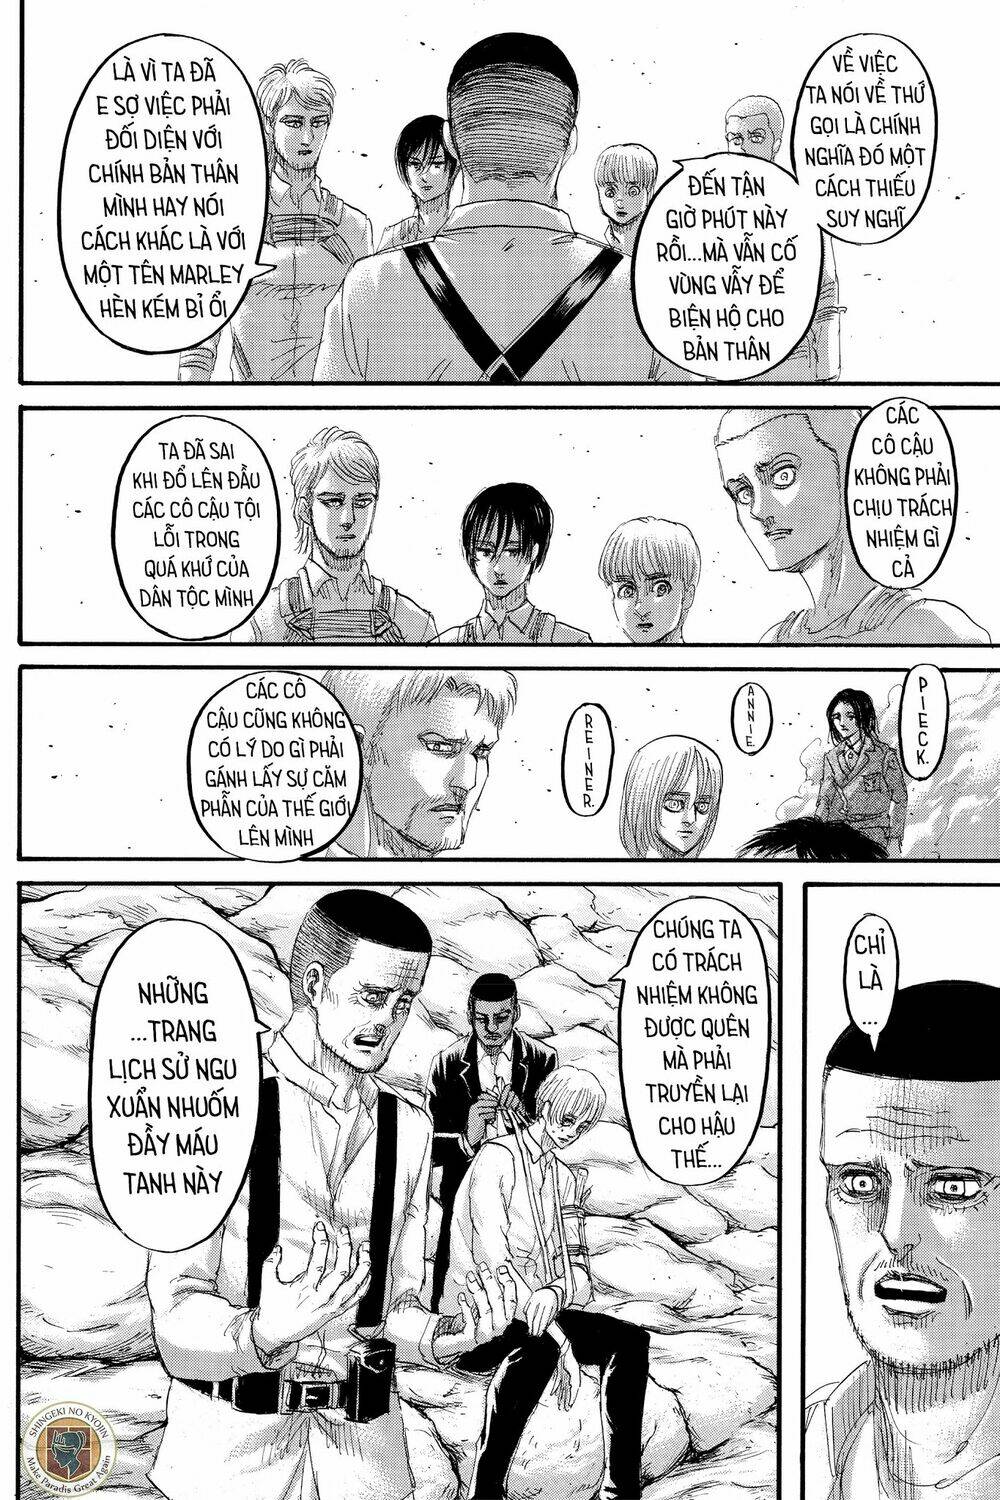 VỀ VIỆC
TA NÓI VỀ THỨ
GỌI LÀ CHÍNH
NGHĨA ĐÓ MỘT
CÁCH THIẾU
SUY NGHĨ
ĐẾN TẬN
GIỜ PHÚT NÀY
RỒI...MÀ VẪN CỐ
VÙNG VẪY ĐỂ
BIỆN HỘ CHO
BẢN THÂN
LÀ VÌ TA ĐÃ
E SỢ VIỆC PHẢI
ĐỐI DIỆN VỚI
CHÍNH BẢN THÂN
MÌNH HAY NÓI
CÁCH KHÁC LÀ VỚI
MỘT TÊN MARLEY
HÈN KÉM BỈ ỔI
CÁC
CÔ CẬU
KHÔNG PHẢI
CHỊU TRÁCH
NHIỆM GÌ
CẢ
TA ĐÃ SAI
KHI ĐỔ LÊN ĐẦU
CÁC CÔ CẬU TỘI
LỖI TRONG
QUÁ KHỨ CỦA
DÂN TỘC MÌNH
PIECK.
ANNIE.
REINER.
CÁC CÔ
CẬU CŨNG KHÔNG
CÓ LÝ DO GÌ PHẢI
GÁNH LẤY SỰ CĂM
PHẪN CỦA THẾ GIỚI
LÊN MÌNH
CHỈ
LÀ
...
CHÚNG TA
CÓ TRÁCH
NHIỆM KHÔNG
ĐƯỢC QUÊN
MÀ PHẢI
TRUYỀN LẠI
CHO HẬU
THẾ...
NHỮNG
...TRANG
LỊCH SỬ NGU
XUẨN NHUỐM
ĐẦY MÁU
TANH NÀY
SHINGEKI NO KYOJIN
Make Paradis Great Again